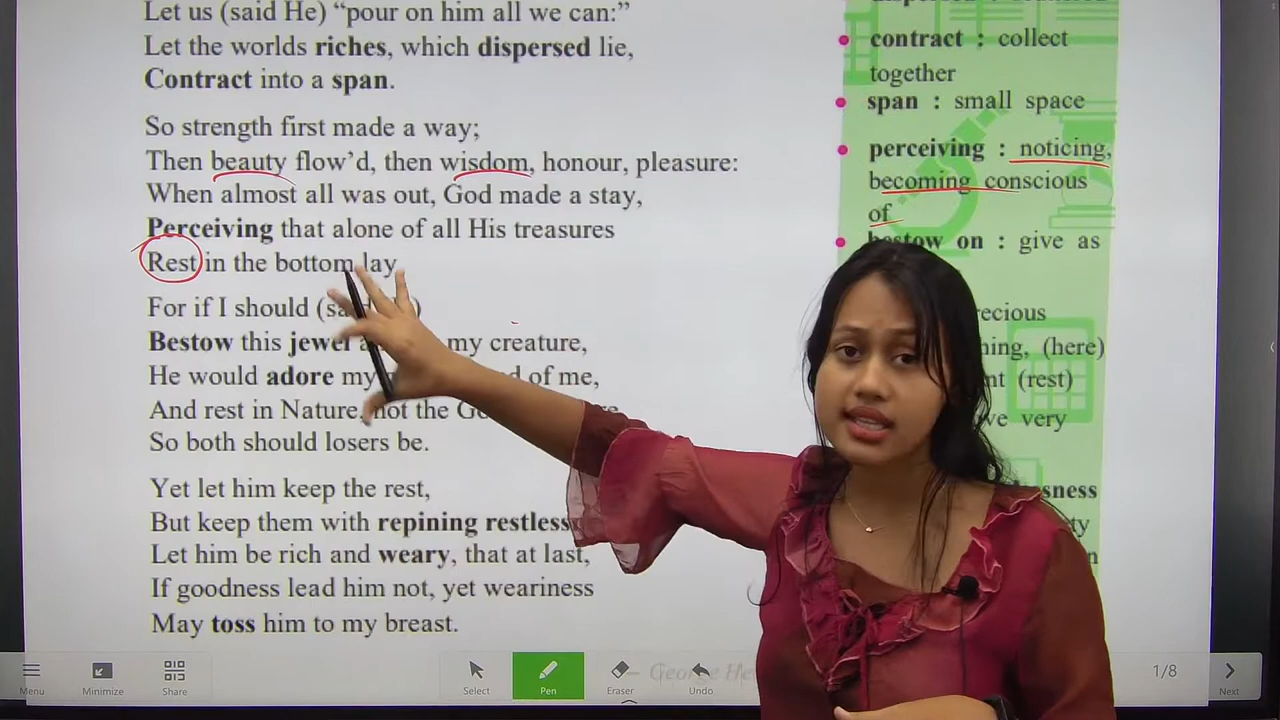 Let us (said He) “pour on him all we can:”
Let the worlds riches, which dispersed lie,
Contract into a span.
So strength first made a way;
Then beauty flow’d, then wisdom, honour, pleasure:
When almost all was out, God made a stay,
Perceiving that alone of all His treasures
Rest in the bottom lay
For if I should
Bestow this jewel my creature,
He would adore my of me,
And rest in Nature, not the
So both should losers be.
Yet let him keep the rest,
But keep them with repining
Let him be rich and weary, that at last,
If goodness lead him not, yet weariness
May toss him to my breast.
contract : collect
together
span : small space
perceiving : noticing,
becoming conscious
of
bestow on : give as
(here)
(rest)
very
Menu
Minimize
Share
Select
Pen
Eraser
Undo
1/8
Next